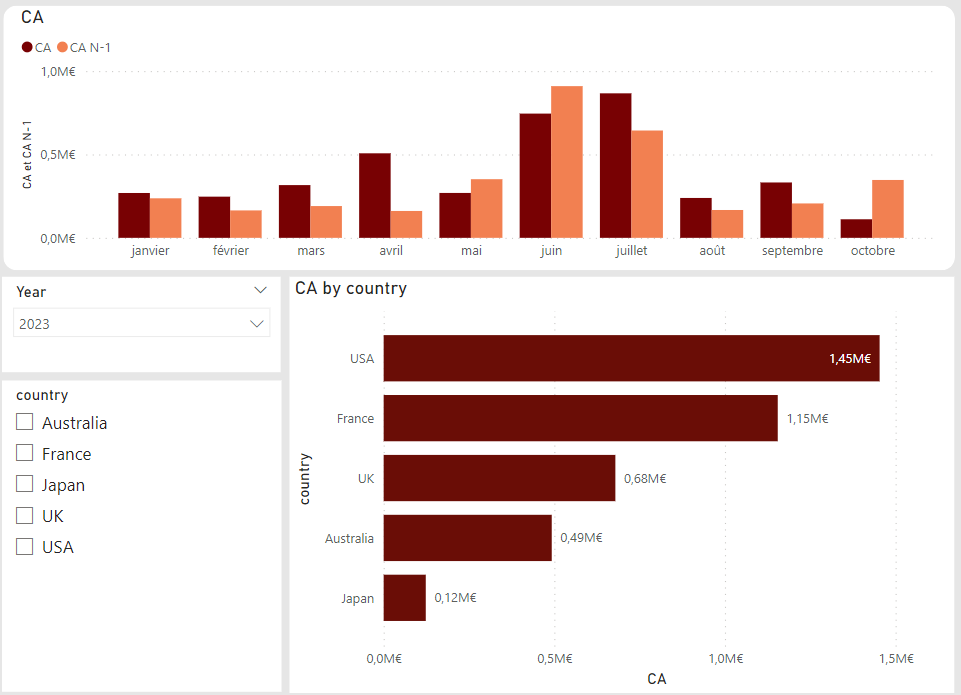 CA
CA CA N-1
1,0M€
0,5M€
0,0M€
CA et CA N-1
janvier février mars avril mai juin juillet août septembre octobre
Year
2023
country
Australia
France
Japan
UK
USA
CA by country
country
USA 1,45M€
France 1,15M€
UK 0,68M€
Australia 0,49M€
Japan 0,12M€
0,0M€ 0,5M€ 1,0M€ 1,5M€
CA